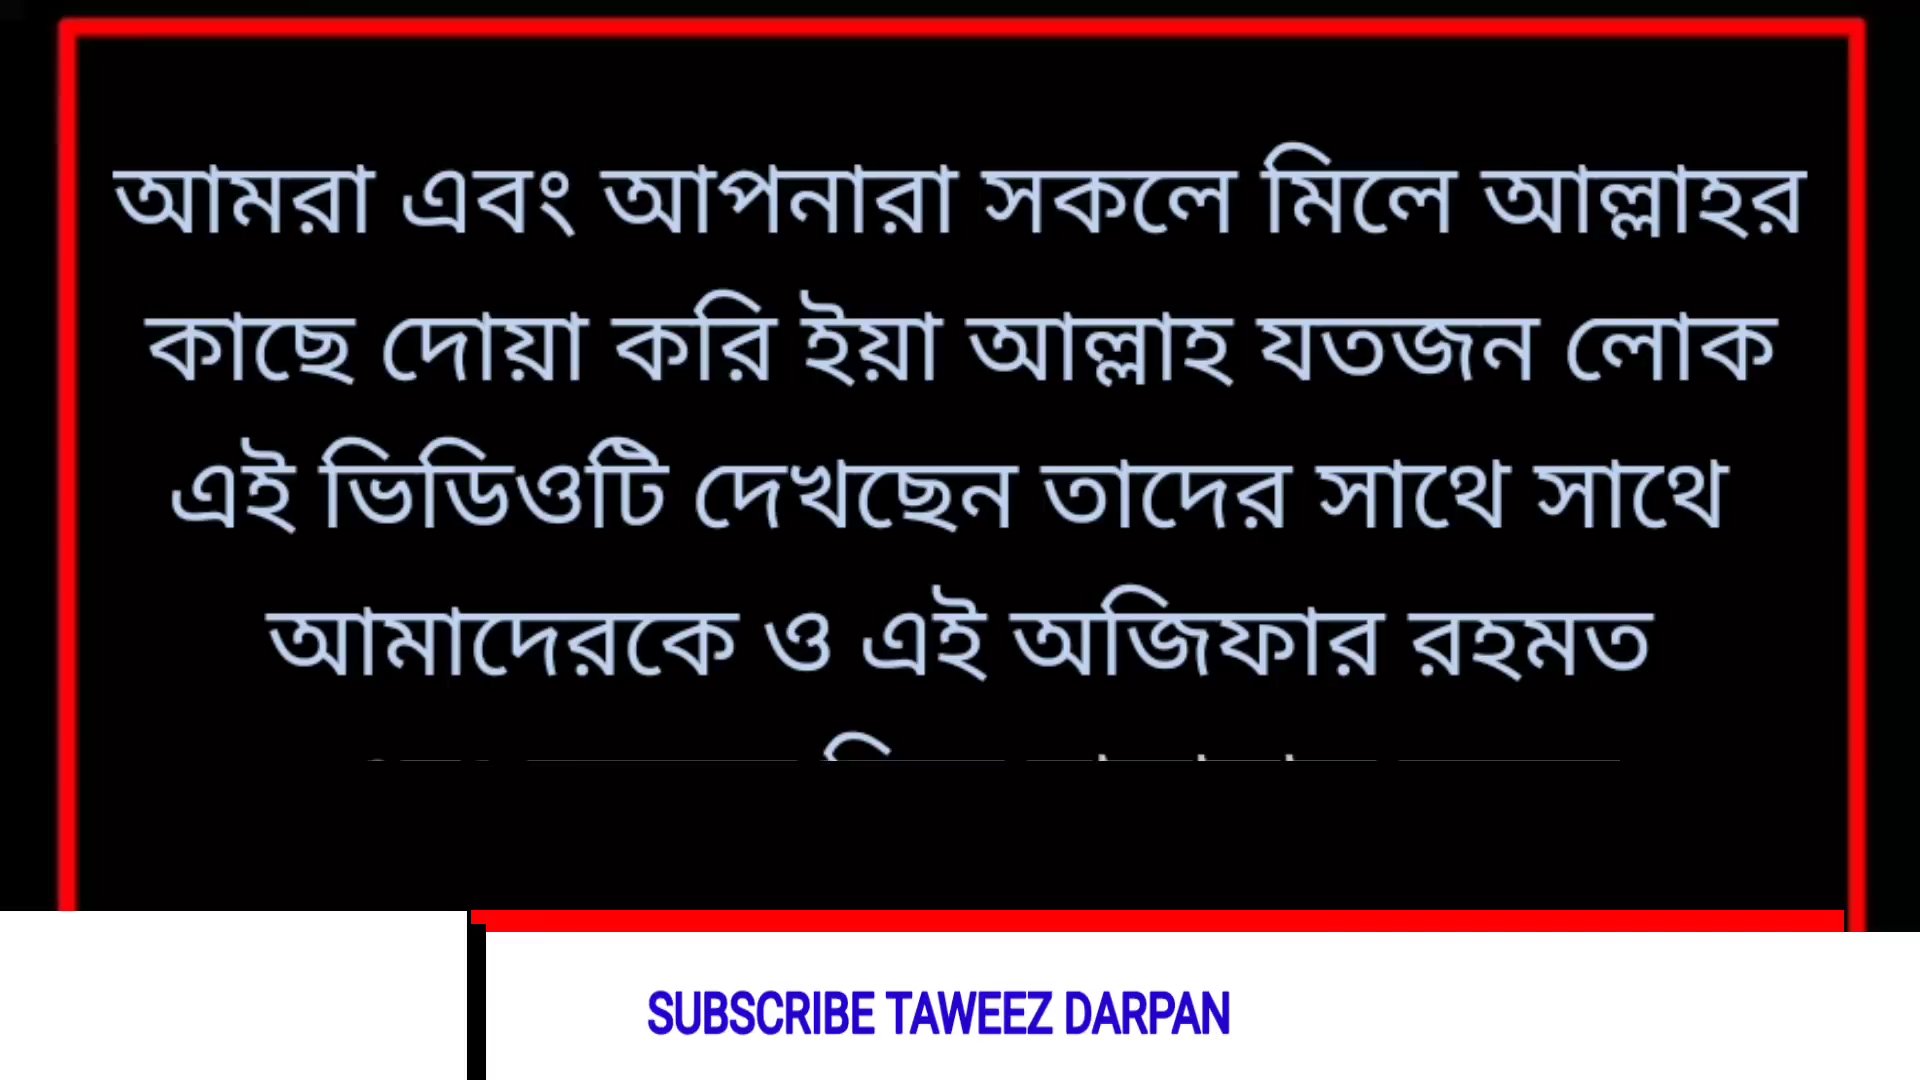 আমরা এবং আপনারা সকলে মিলে আল্লাহর
কাছে দোয়া করি ইয়া আল্লাহ যতজন লোক
এই ভিডিওটি দেখছেন তাদের সাথে সাথে
আমাদেরকে ও এই অজিফার রহমত
SUBSCRIBE TAWEEZ DARPAN